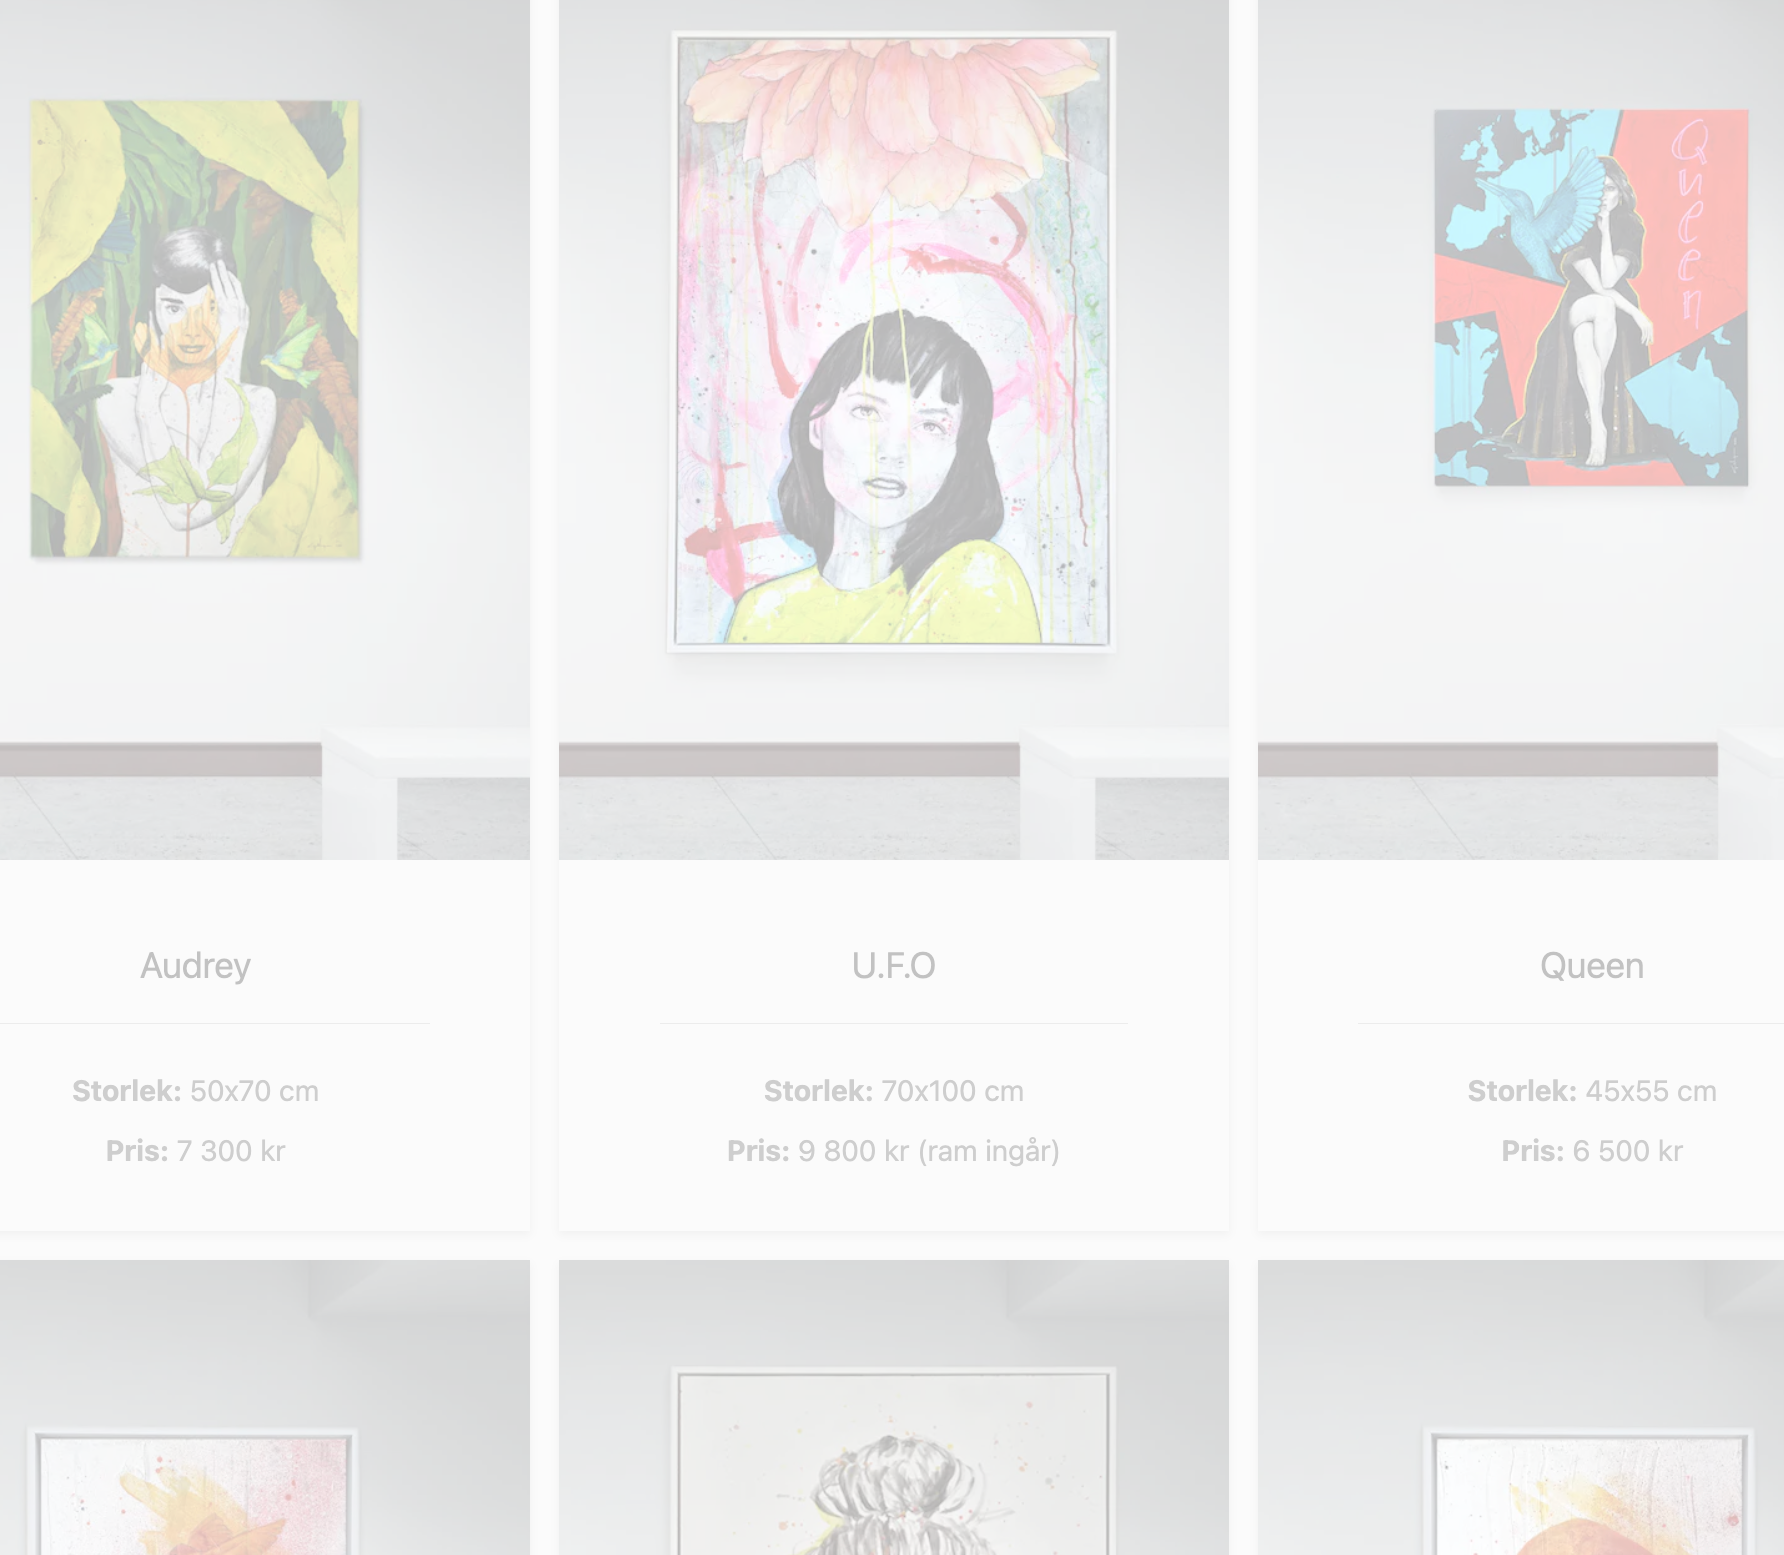 Queen
Audrey
Storlek: 50x70 cm
Pris: 7 300 kr
U.F.O
Storlek: 70x100 cm
Pris: 9 800 kr (ram ingår)
Queen
Storlek: 45x55 cm
Pris: 6 500 kr